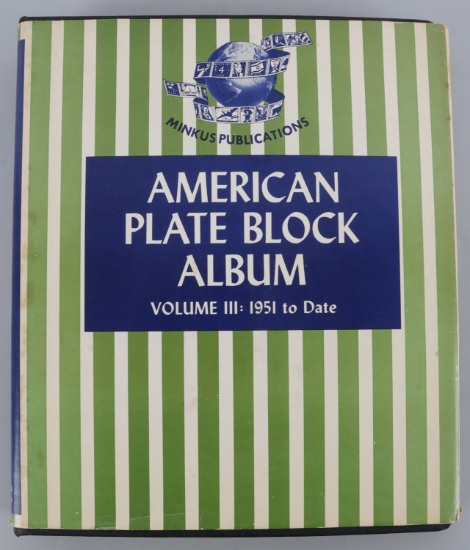 MINKUS PUBLICATIONS
AMERICAN
PLATE BLOCK
ALBUM
VOLUME III: 1951 to Date